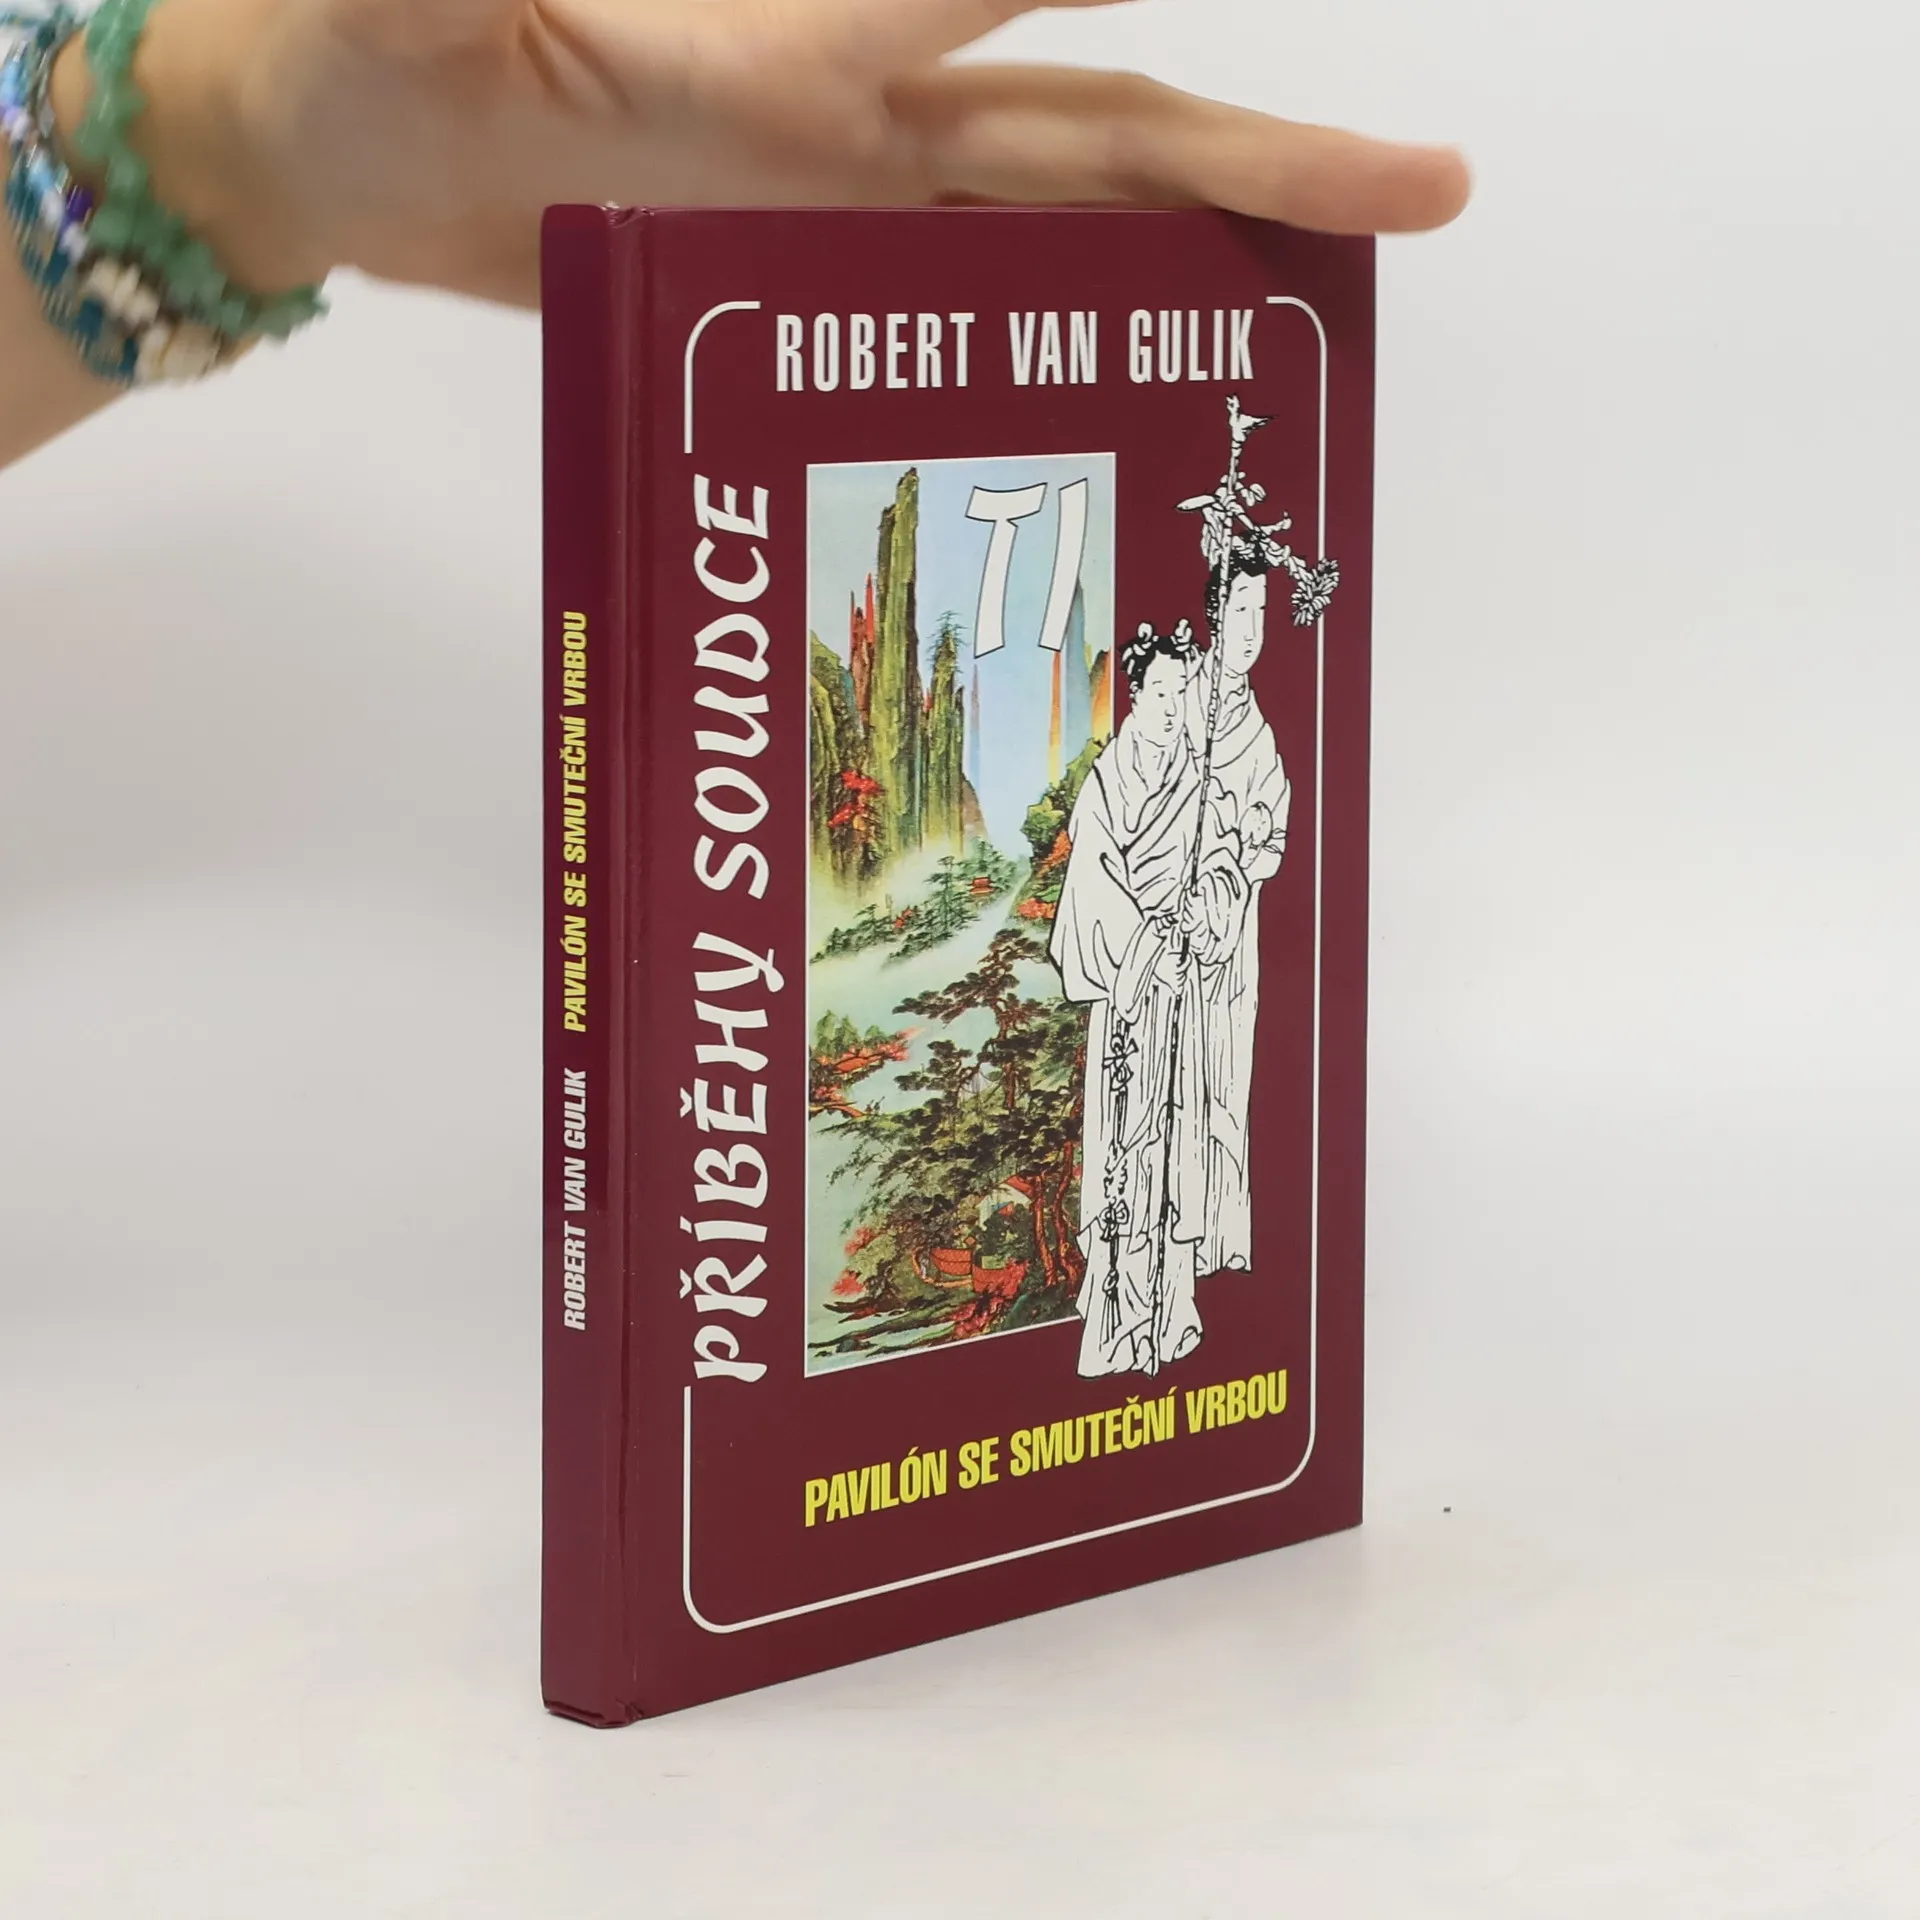 ROBERT VAN GULIK
PŘÍBĚHY SOUDCE
TI
PAVILÓN SE SMUTEČNÍ VRBOU
ROBERT VAN GULIK PAVILÓN SE SMUTEČNÍ VRBOU